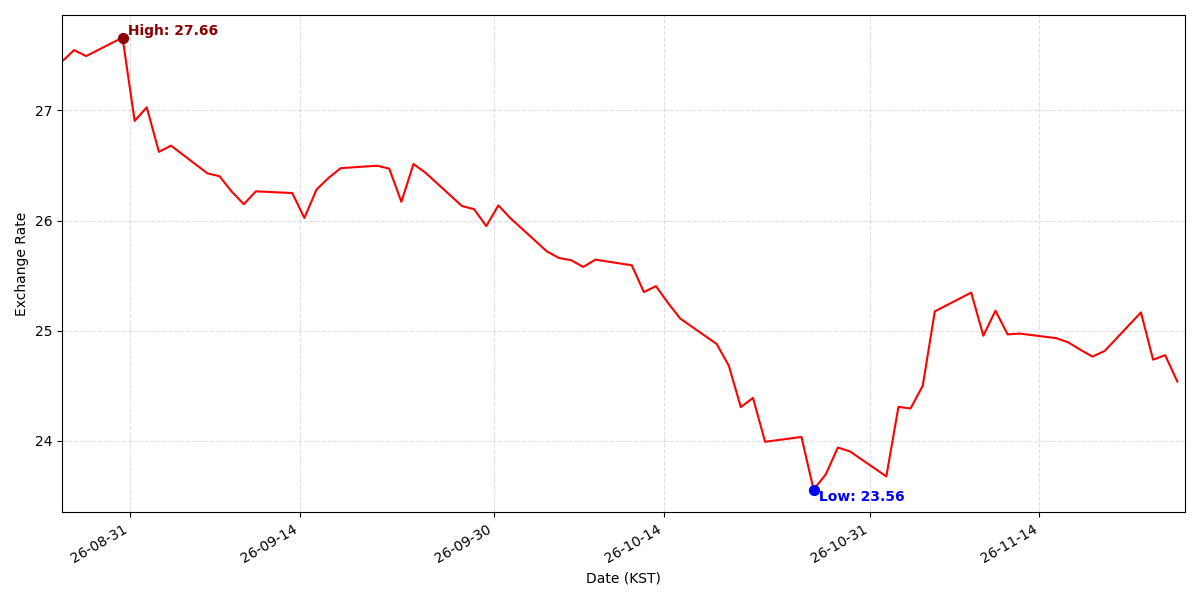 High: 27.66
27
26
25
24
Exchange Rate
Low: 23.56
26-08-31
26-09-14
26-09-30
26-10-14
26-10-31
26-11-14
Date (KST)